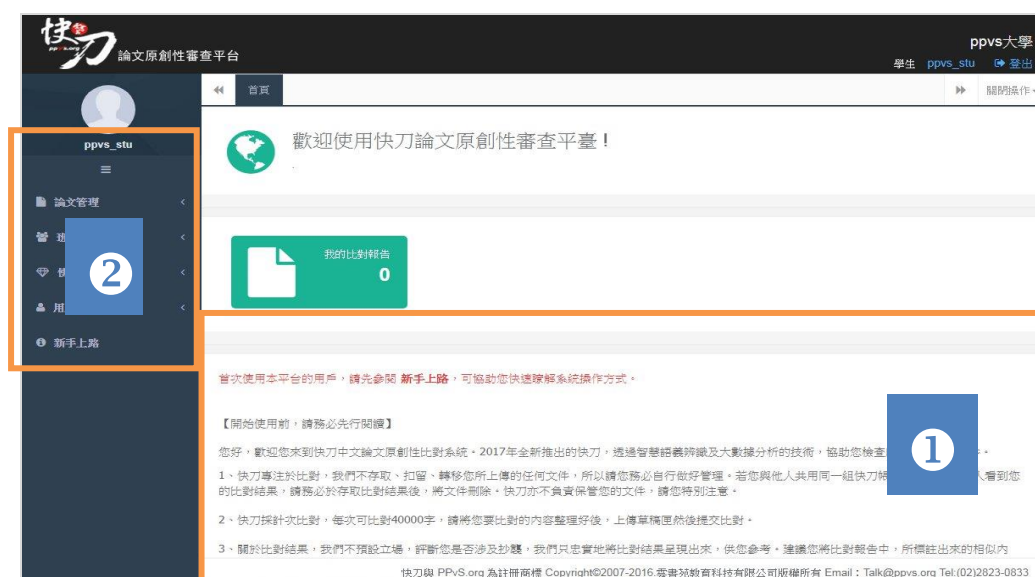 快刀
ppvs.org
論文原創性審查平台
ppvs大學
學生 ppvs_stu 登出
首頁
關閉操作
ppvs_stu
歡迎使用快刀論文原創性審查平臺！
論文管理
我的比對報告
0
2
用
新手上路
首次使用本平台的用戶，請先參閱 新手上路，可協助您快速瞭解系統操作方式。
【開始使用前，請務必先行閱讀】
您好，歡迎您來到快刀中文論文原創性比對系統。2017年全新推出的快刀，透過智慧語義辨識及大數據分析的技術，協助您檢查
1
1、快刀專注於比對，我們不存取、扣留、轉移您所上傳的任何文件，所以請您務必自行做好管理。若您與他人共用同一組快刀帳 人看到您
的比對結果，請務必於存取比對結果後，將文件刪除。快刀亦不負責保管您的文件，請您特別注意。
2、快刀採計次比對，每次可比對40000字，請將您要比對的內容整理好後，上傳草稿匣然後提交比對。
3、關於比對結果，我們不預設立場，評斷您是否涉及抄襲，我們只忠實地將比對結果呈現出來，供您參考。建議您將比對報告中，所標註出來的相似內
快刀與 PPvS.org 為註冊商標 Copyright©2007-2016.雲書苑教育科技有限公司版權所有 Email：Talk@ppvs.org Tel:(02)2823-0833